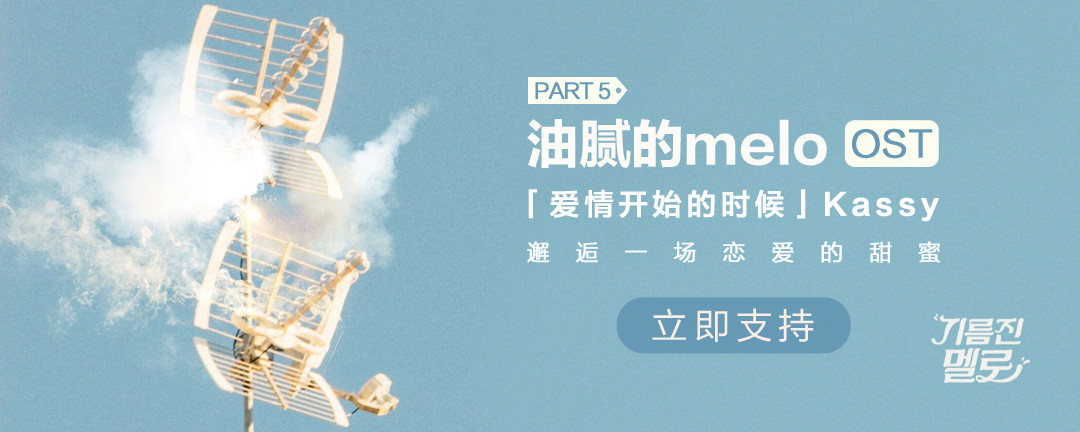 PART 5
油腻的melo OST
「爱情开始的时候」Kassy
邂逅一场恋爱的甜蜜
立即支持
기름진
멜로